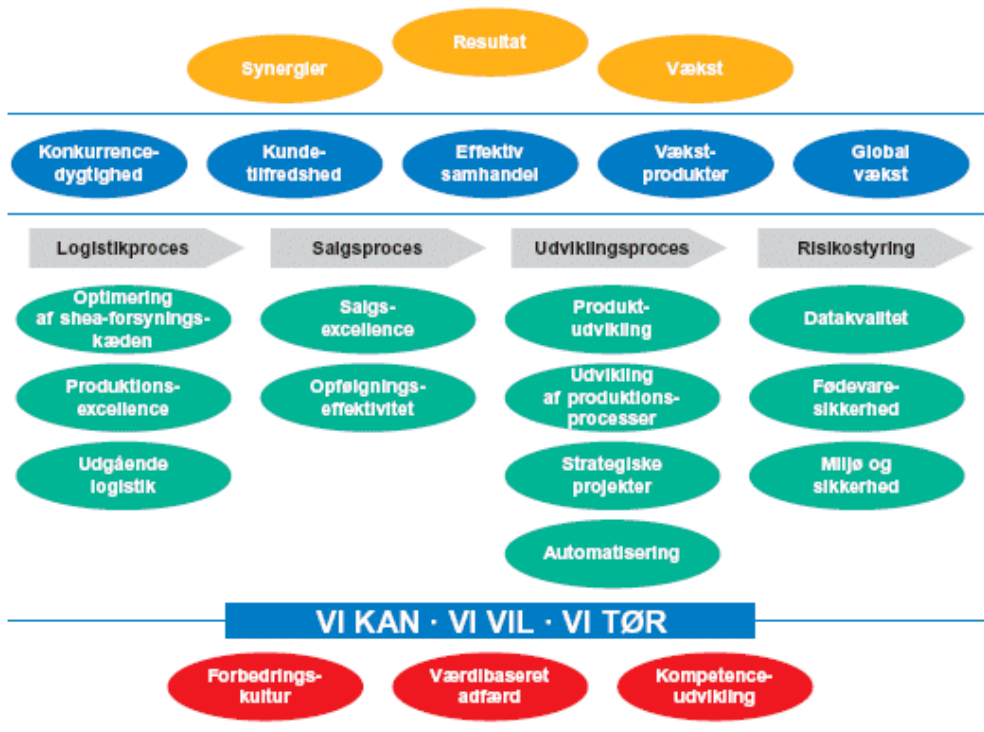 Resultat
Synergier
Vækst
Konkurrence-
dygtighed
Kunde-
tilfredshed
Effektiv
samhandel
Vækst-
produkter
Global
vækst
Logistikproces
Salgsproces
Udviklingsproces
Risikostyring
Optimering
af shea-forsynings-
kæden
Salgs-
excellence
Produkt-
udvikling
Datakvalitet
Produktions-
excellence
Opfølgnings-
effektivitet
Udvikling
af produktions-
processer
Fødevare-
sikkerhed
Udgående
logistik
Strategiske
projekter
Miljø og
sikkerhed
Automatisering
VI KAN · VI VIL · VI TØR
Forbedrings-
kultur
Værdibaseret
adfærd
Kompetence-
udvikling